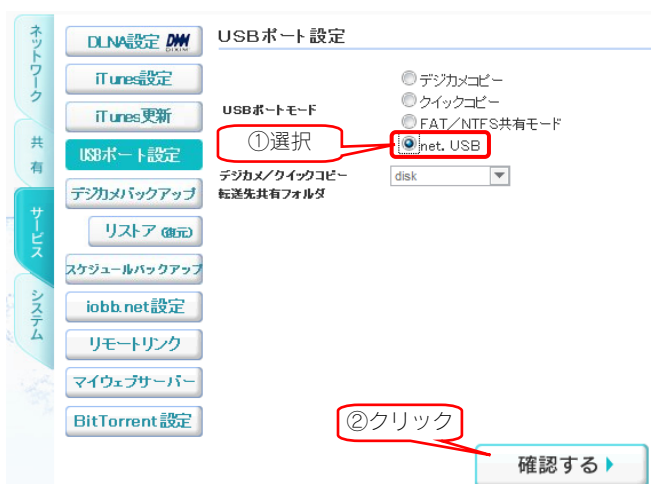 ネットワーク
共有
サービス
システム
DLNA設定 DiXiM
iTunes設定
iTunes更新
USBポート設定
デジカメバックアップ
リストア(復元)
スケジュールバックアップ
iobb.net設定
リモートリンク
マイウェブサーバー
BitTorrent設定
USBポート設定
USBポートモード
デジカメコピー
クイックコピー
FAT／NTFS共有モード
net. USB
①選択
デジカメ／クイックコピー
転送先共有フォルダ
disk
②クリック
確認する